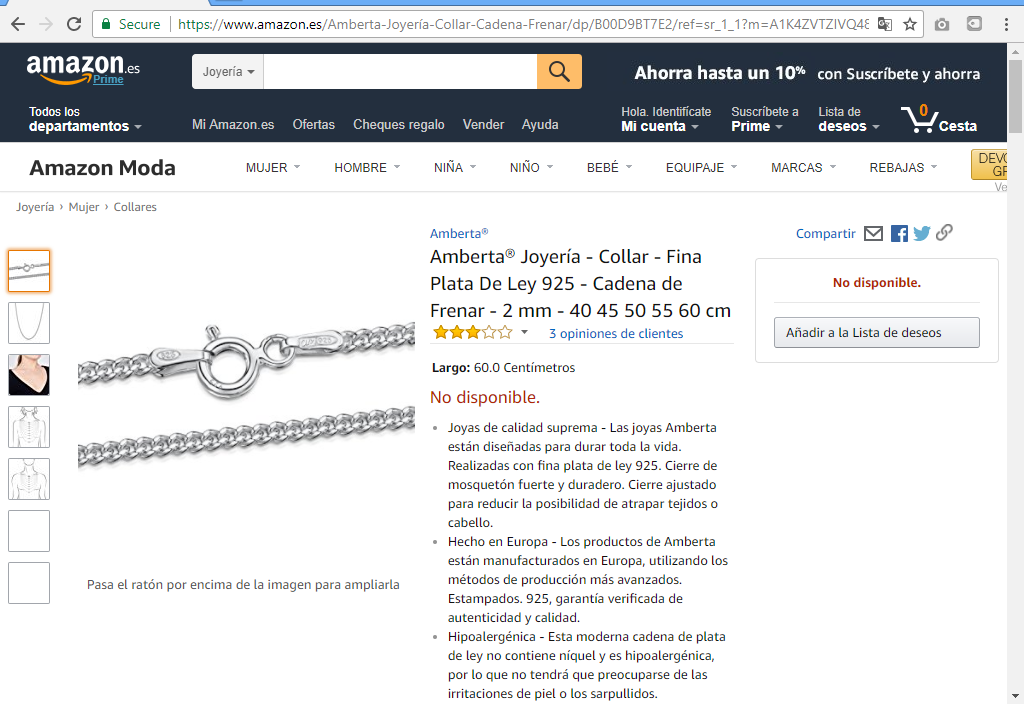 Secure https://www.amazon.es/Amberta-Joyería-Collar-Cadena-Frenar/dp/B00D9BT7E2/ref=sr_1_1?m=A1K4ZVTZIVQ48
amazon.es
Prime
Joyería
Ahorra hasta un 10% con Suscríbete y ahorra
Todos los
departamentos
Mi Amazon.es Ofertas Cheques regalo Vender Ayuda
Hola. Identifícate
Mi cuenta
Suscríbete a
Prime
Lista de
deseos
0
Cesta
Amazon Moda
MUJER HOMBRE NIÑA NIÑO BEBÉ EQUIPAJE MARCAS REBAJAS
DEVO
GR
Ve
Joyería › Mujer › Collares
Amberta®
Amberta® Joyería - Collar - Fina
Plata De Ley 925 - Cadena de
Frenar - 2 mm - 40 45 50 55 60 cm
3 opiniones de clientes
Largo: 60.0 Centímetros
No disponible.
Joyas de calidad suprema - Las joyas Amberta
están diseñadas para durar toda la vida.
Realizadas con fina plata de ley 925. Cierre de
mosquetón fuerte y duradero. Cierre ajustado
para reducir la posibilidad de atrapar tejidos o
cabello.
Hecho en Europa - Los productos de Amberta
están manufacturados en Europa, utilizando los
métodos de producción más avanzados.
Estampados. 925, garantía verificada de
autenticidad y calidad.
Hipoalergénica - Esta moderna cadena de plata
de ley no contiene níquel y es hipoalergénica,
por lo que no tendrá que preocuparse de las
irritaciones de piel o los sarpullidos.
Compartir
No disponible.
Añadir a la Lista de deseos
Pasa el ratón por encima de la imagen para ampliarla